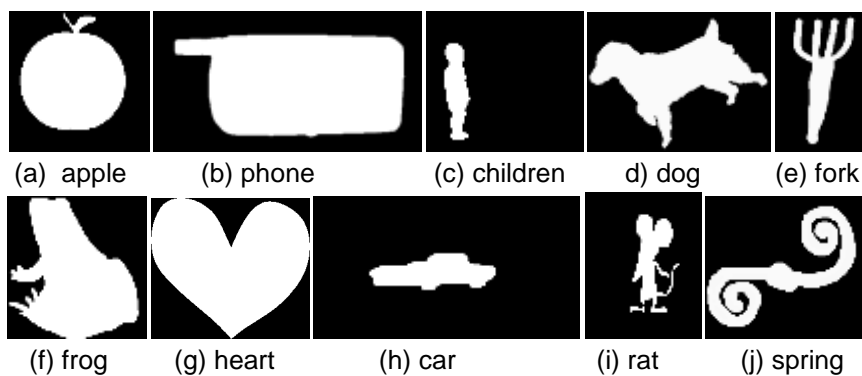 (a) apple (b) phone (c) children d) dog (e) fork
(f) frog (g) heart (h) car (i) rat (j) spring